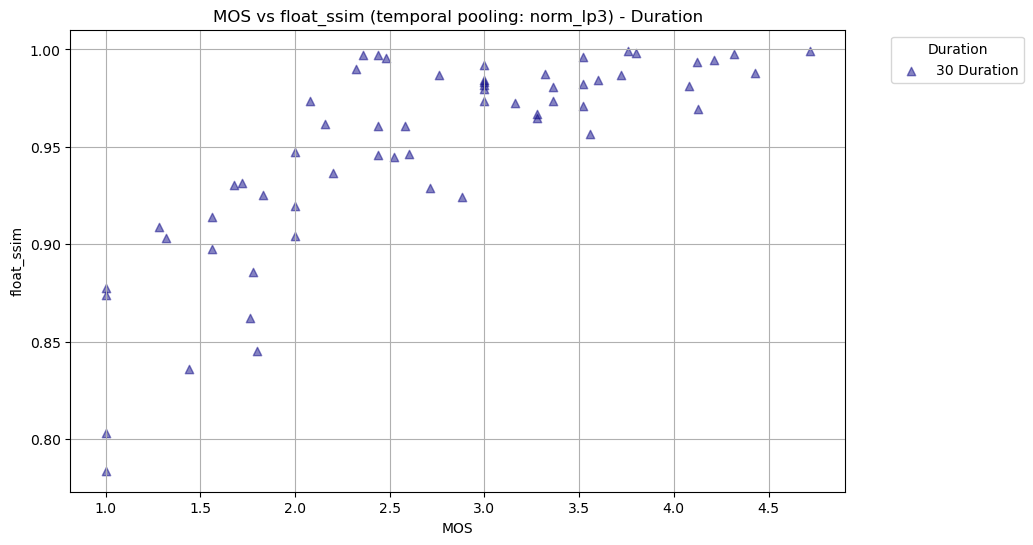 MOS vs float_ssim (temporal pooling: norm_lp3) - Duration
Duration
30 Duration
float_ssim
1.00
0.95
0.90
0.85
0.80
1.0 1.5 2.0 2.5 3.0 3.5 4.0 4.5
MOS